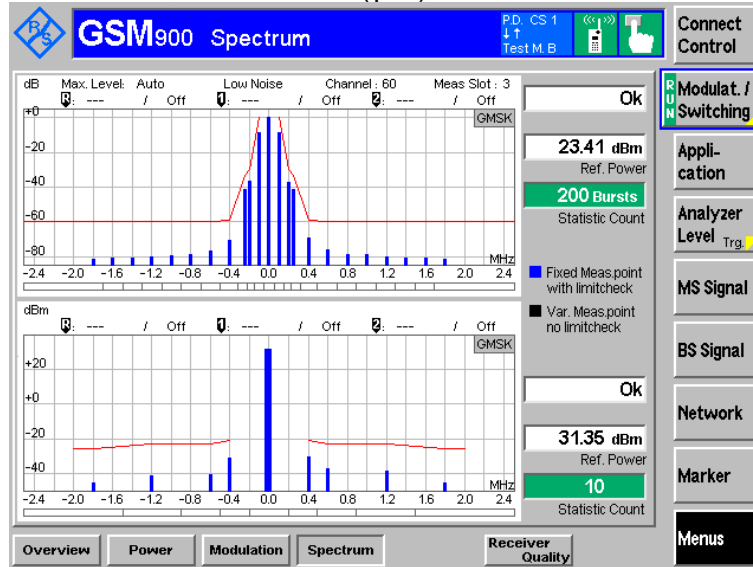 R/S GSM900 Spectrum
P.D. CS 1
↓↑
Test M. B
Connect Control
dB Max. Level: Auto Low Noise Channel : 60 Meas Slot : 3
R: --- / Off 1: --- / Off 2: --- / Off
GMSK
+0
-20
-40
-60
-80
MHz
-2.4 -2.0 -1.6 -1.2 -0.8 -0.4 0.0 0.4 0.8 1.2 1.6 2.0 2.4
Ok
23.41 dBm
Ref. Power
200 Bursts
Statistic Count
Fixed Meas.point
with limitcheck
Var. Meas.point
no limitcheck
dBm
R: --- / Off 1: --- / Off 2: --- / Off
GMSK
+20
+0
-20
-40
MHz
-2.4 -2.0 -1.6 -1.2 -0.8 -0.4 0.0 0.4 0.8 1.2 1.6 2.0 2.4
Ok
31.35 dBm
Ref. Power
10
Statistic Count
RUN
Modulat. /
Switching
Appli-
cation
Analyzer
Level Trg.
MS Signal
BS Signal
Network
Marker
Menus
Overview Power Modulation Spectrum Receiver
Quality